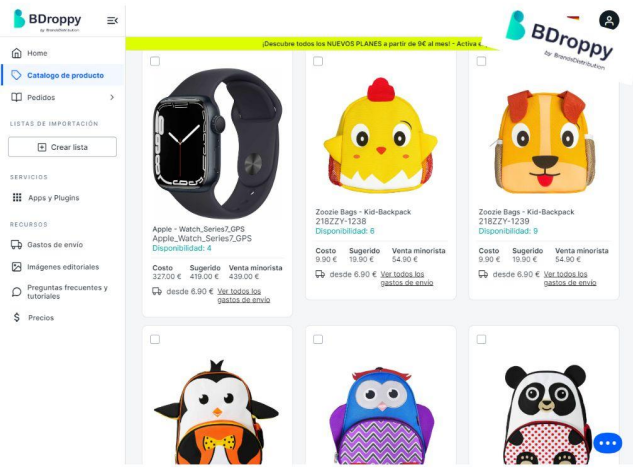 BDroppy
by BrandsDistribution
Home
Catalogo de producto
Pedidos
LISTAS DE IMPORTACIÓN
Crear lista
SERVICIOS
Apps y Plugins
RECURSOS
Gastos de envío
Imágenes editoriales
Preguntas frecuentes y
tutoriales
Precios
¡Descubre todos los NUEVOS PLANES a partir de 9€ al mes! - Activa
BDroppy
by BrandsDistribution
Apple - Watch_Series7_GPS
Apple_Watch_Series7_GPS
Disponibilidad: 4
Costo Sugerido Venta minorista
327.00 € 419.00 € 439.00 €
desde 6.90 € Ver todos los
gastos de envío
Zoozie Bags - Kid-Backpack
218ZZY-1238
Disponibilidad: 6
Costo Sugerido Venta minorista
9.90 € 19.90 € 54.90 €
desde 6.90 € Ver todos los
gastos de envío
Zoozie Bags - Kid-Backpack
218ZZY-1239
Disponibilidad: 9
Costo Sugerido Venta minorista
9.90 € 19.90 € 54.90 €
desde 6.90 € Ver todos los
gastos de envío